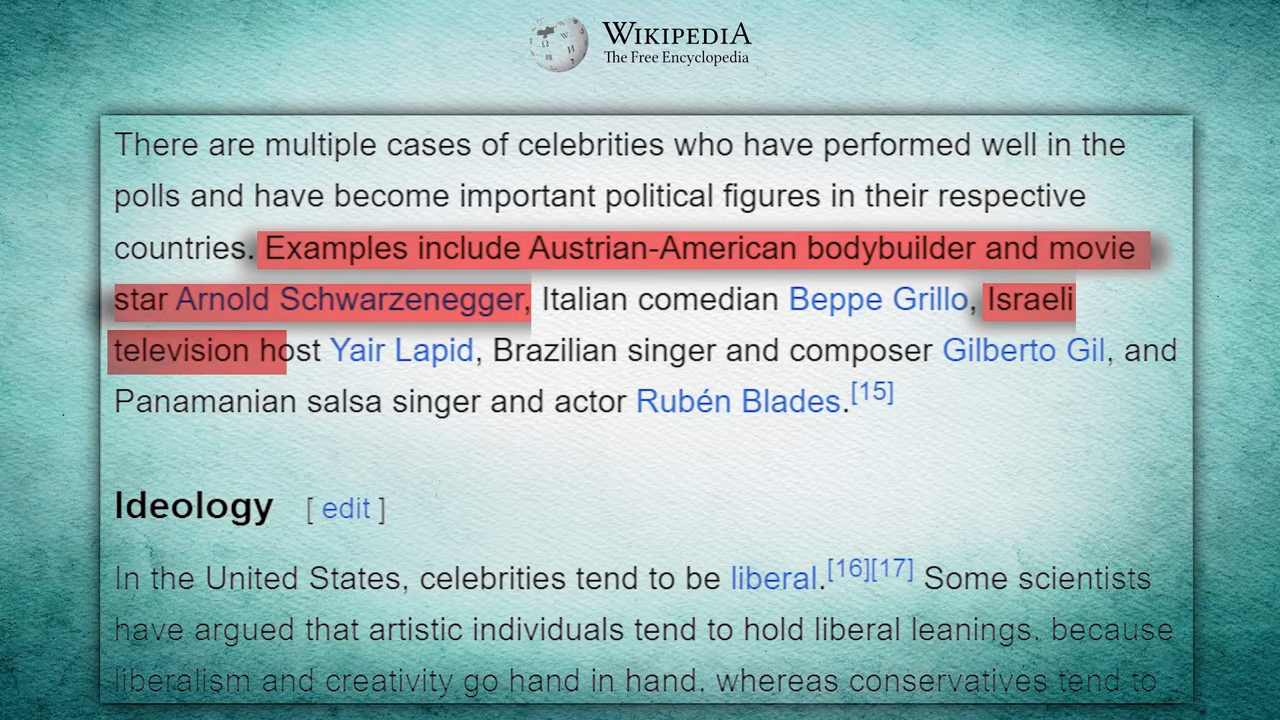 WIKIPEDIA
The Free Encyclopedia
There are multiple cases of celebrities who have performed well in the
polls and have become important political figures in their respective
countries. Examples include Austrian-American bodybuilder and movie
star Arnold Schwarzenegger, Italian comedian Beppe Grillo, Israeli
television host Yair Lapid, Brazilian singer and composer Gilberto Gil, and
Panamanian salsa singer and actor Rubén Blades.[15]
Ideology [ edit ]
In the United States, celebrities tend to be liberal.[16][17] Some scientists
have argued that artistic individuals tend to hold liberal leanings, because
liberalism and creativity go hand in hand, whereas conservatives tend to